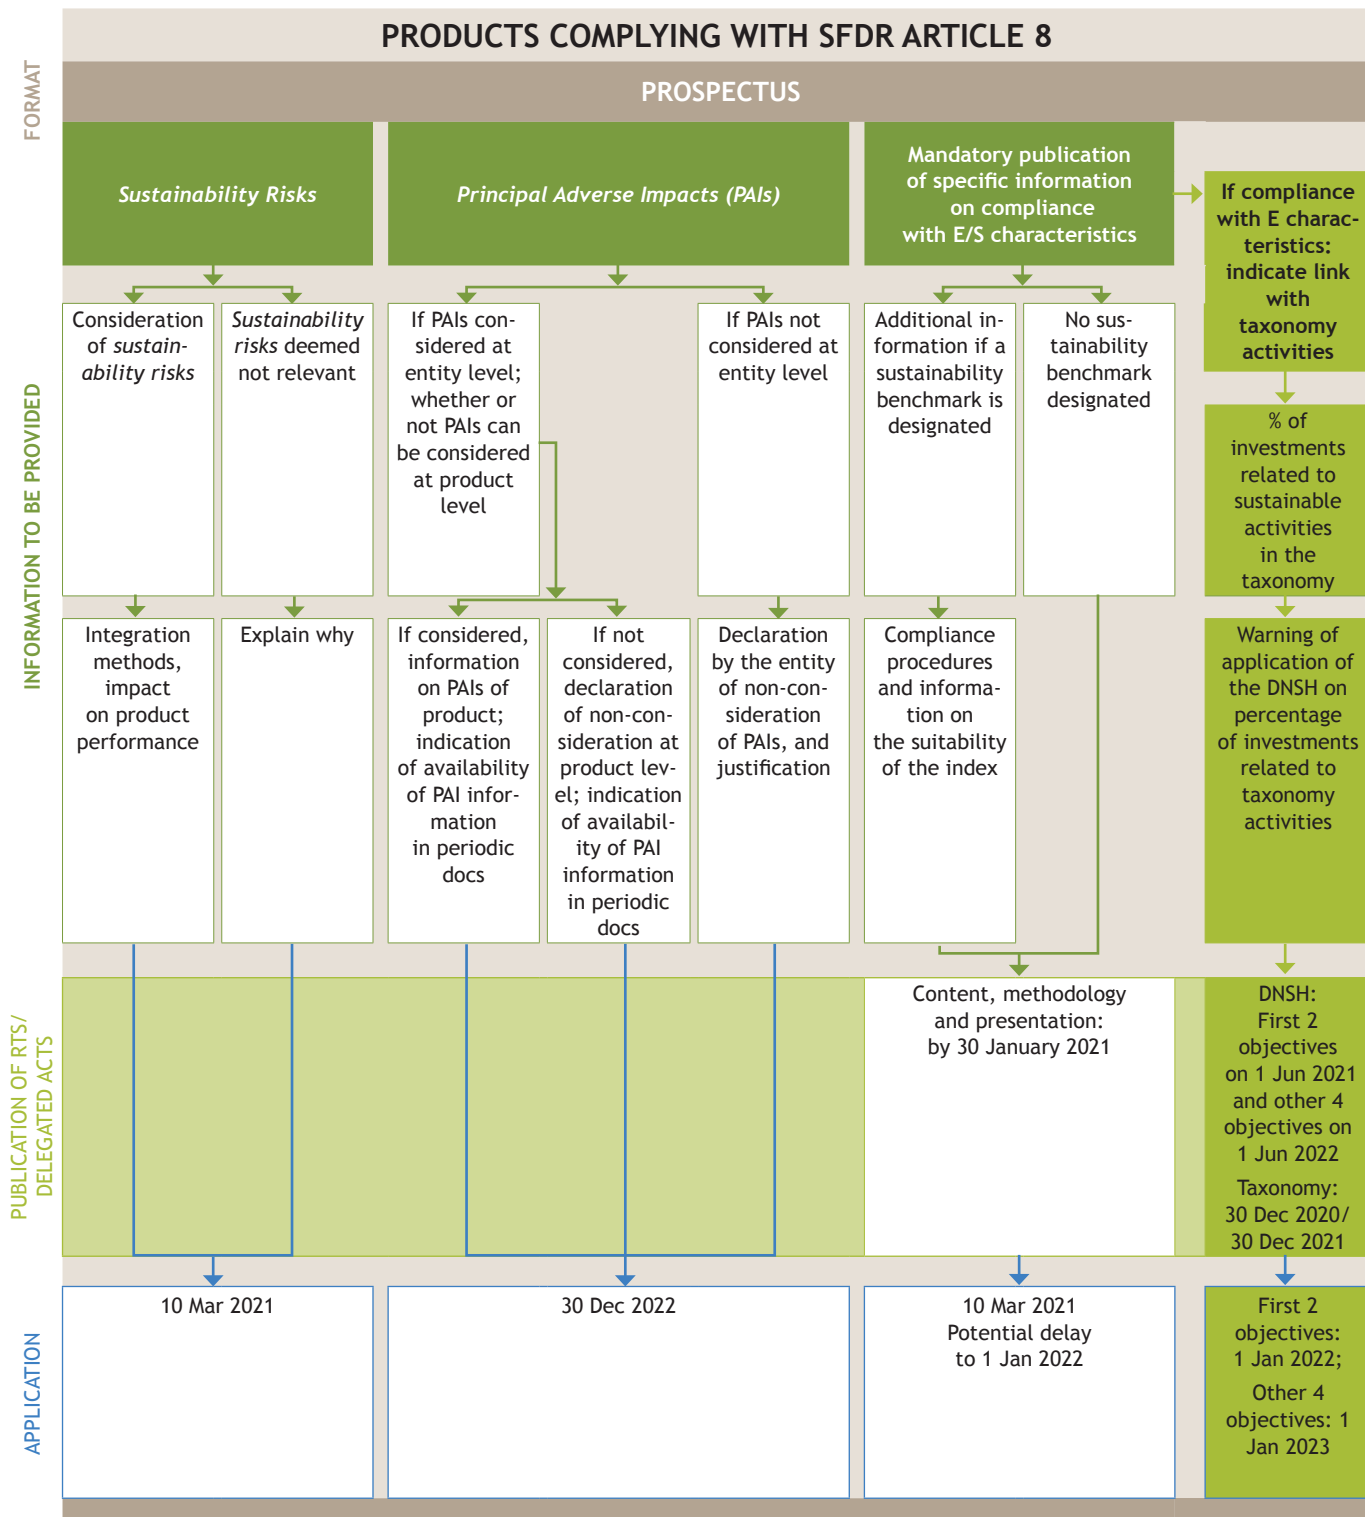 PRODUCTS COMPLYING WITH SFDR ARTICLE 8
FORMAT
PROSPECTUS
INFORMATION TO BE PROVIDED
Sustainability Risks
Principal Adverse Impacts (PAIs)
Mandatory publication
of specific information
on compliance
with E/S characteristics
If compliance
with E charac-
teristics:
indicate link
with
taxonomy
activities
Consideration
of sustain-
ability risks
Sustainability
risks deemed
not relevant
If PAIs con-
sidered at
entity level;
whether or
not PAIs can
be considered
at product
level
If PAIs not
considered at
entity level
Additional in-
formation if a
sustainability
benchmark is
designated
No sus-
tainability
benchmark
designated
% of
investments
related to
sustainable
activities
in the
taxonomy
Integration
methods,
impact
on product
performance
Explain why
If considered,
information
on PAIs of
product;
indication
of availability
of PAI infor-
mation
in periodic
docs
If not
considered,
declaration
of non-con-
sideration at
product lev-
el; indication
of availabil-
ity of PAI
information
in periodic
docs
Declaration
by the entity
of non-con-
sideration
of PAIs, and
justification
Compliance
procedures
and informa-
tion on
the suitability
of the index
Warning of
application of
the DNSH on
percentage
of investments
related to
taxonomy
activities
PUBLICATION OF RTS/
DELEGATED ACTS
Content, methodology
and presentation:
by 30 January 2021
DNSH:
First 2
objectives
on 1 Jun 2021
and other 4
objectives on
1 Jun 2022
Taxonomy:
30 Dec 2020/
30 Dec 2021
APPLICATION
10 Mar 2021
30 Dec 2022
10 Mar 2021
Potential delay
to 1 Jan 2022
First 2
objectives:
1 Jan 2022;
Other 4
objectives: 1
Jan 2023